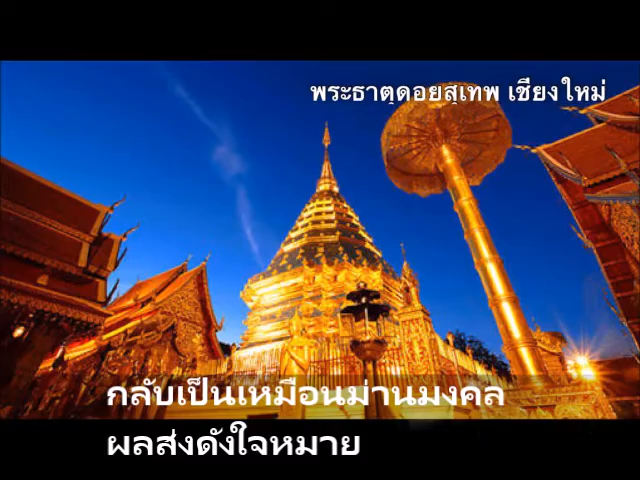 พระธาตุดอยสุเทพ เชียงใหม่
กลับเป็นเหมือนม่านมงคล
ผลส่งดังใจหมาย